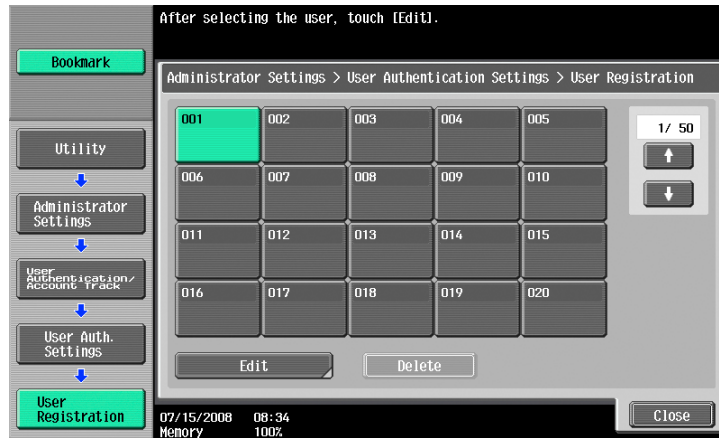 After selecting the user, touch [Edit].
Bookmark
Administrator Settings > User Authentication Settings > User Registration
001 002 003 004 005
1/ 50
Utility
006 007 008 009 010
Administrator
Settings
011 012 013 014 015
User
Authentication/
Account Track
016 017 018 019 020
User Auth.
Settings
Edit Delete
User
Registration
07/15/2008 08:34
Memory 100%
Close